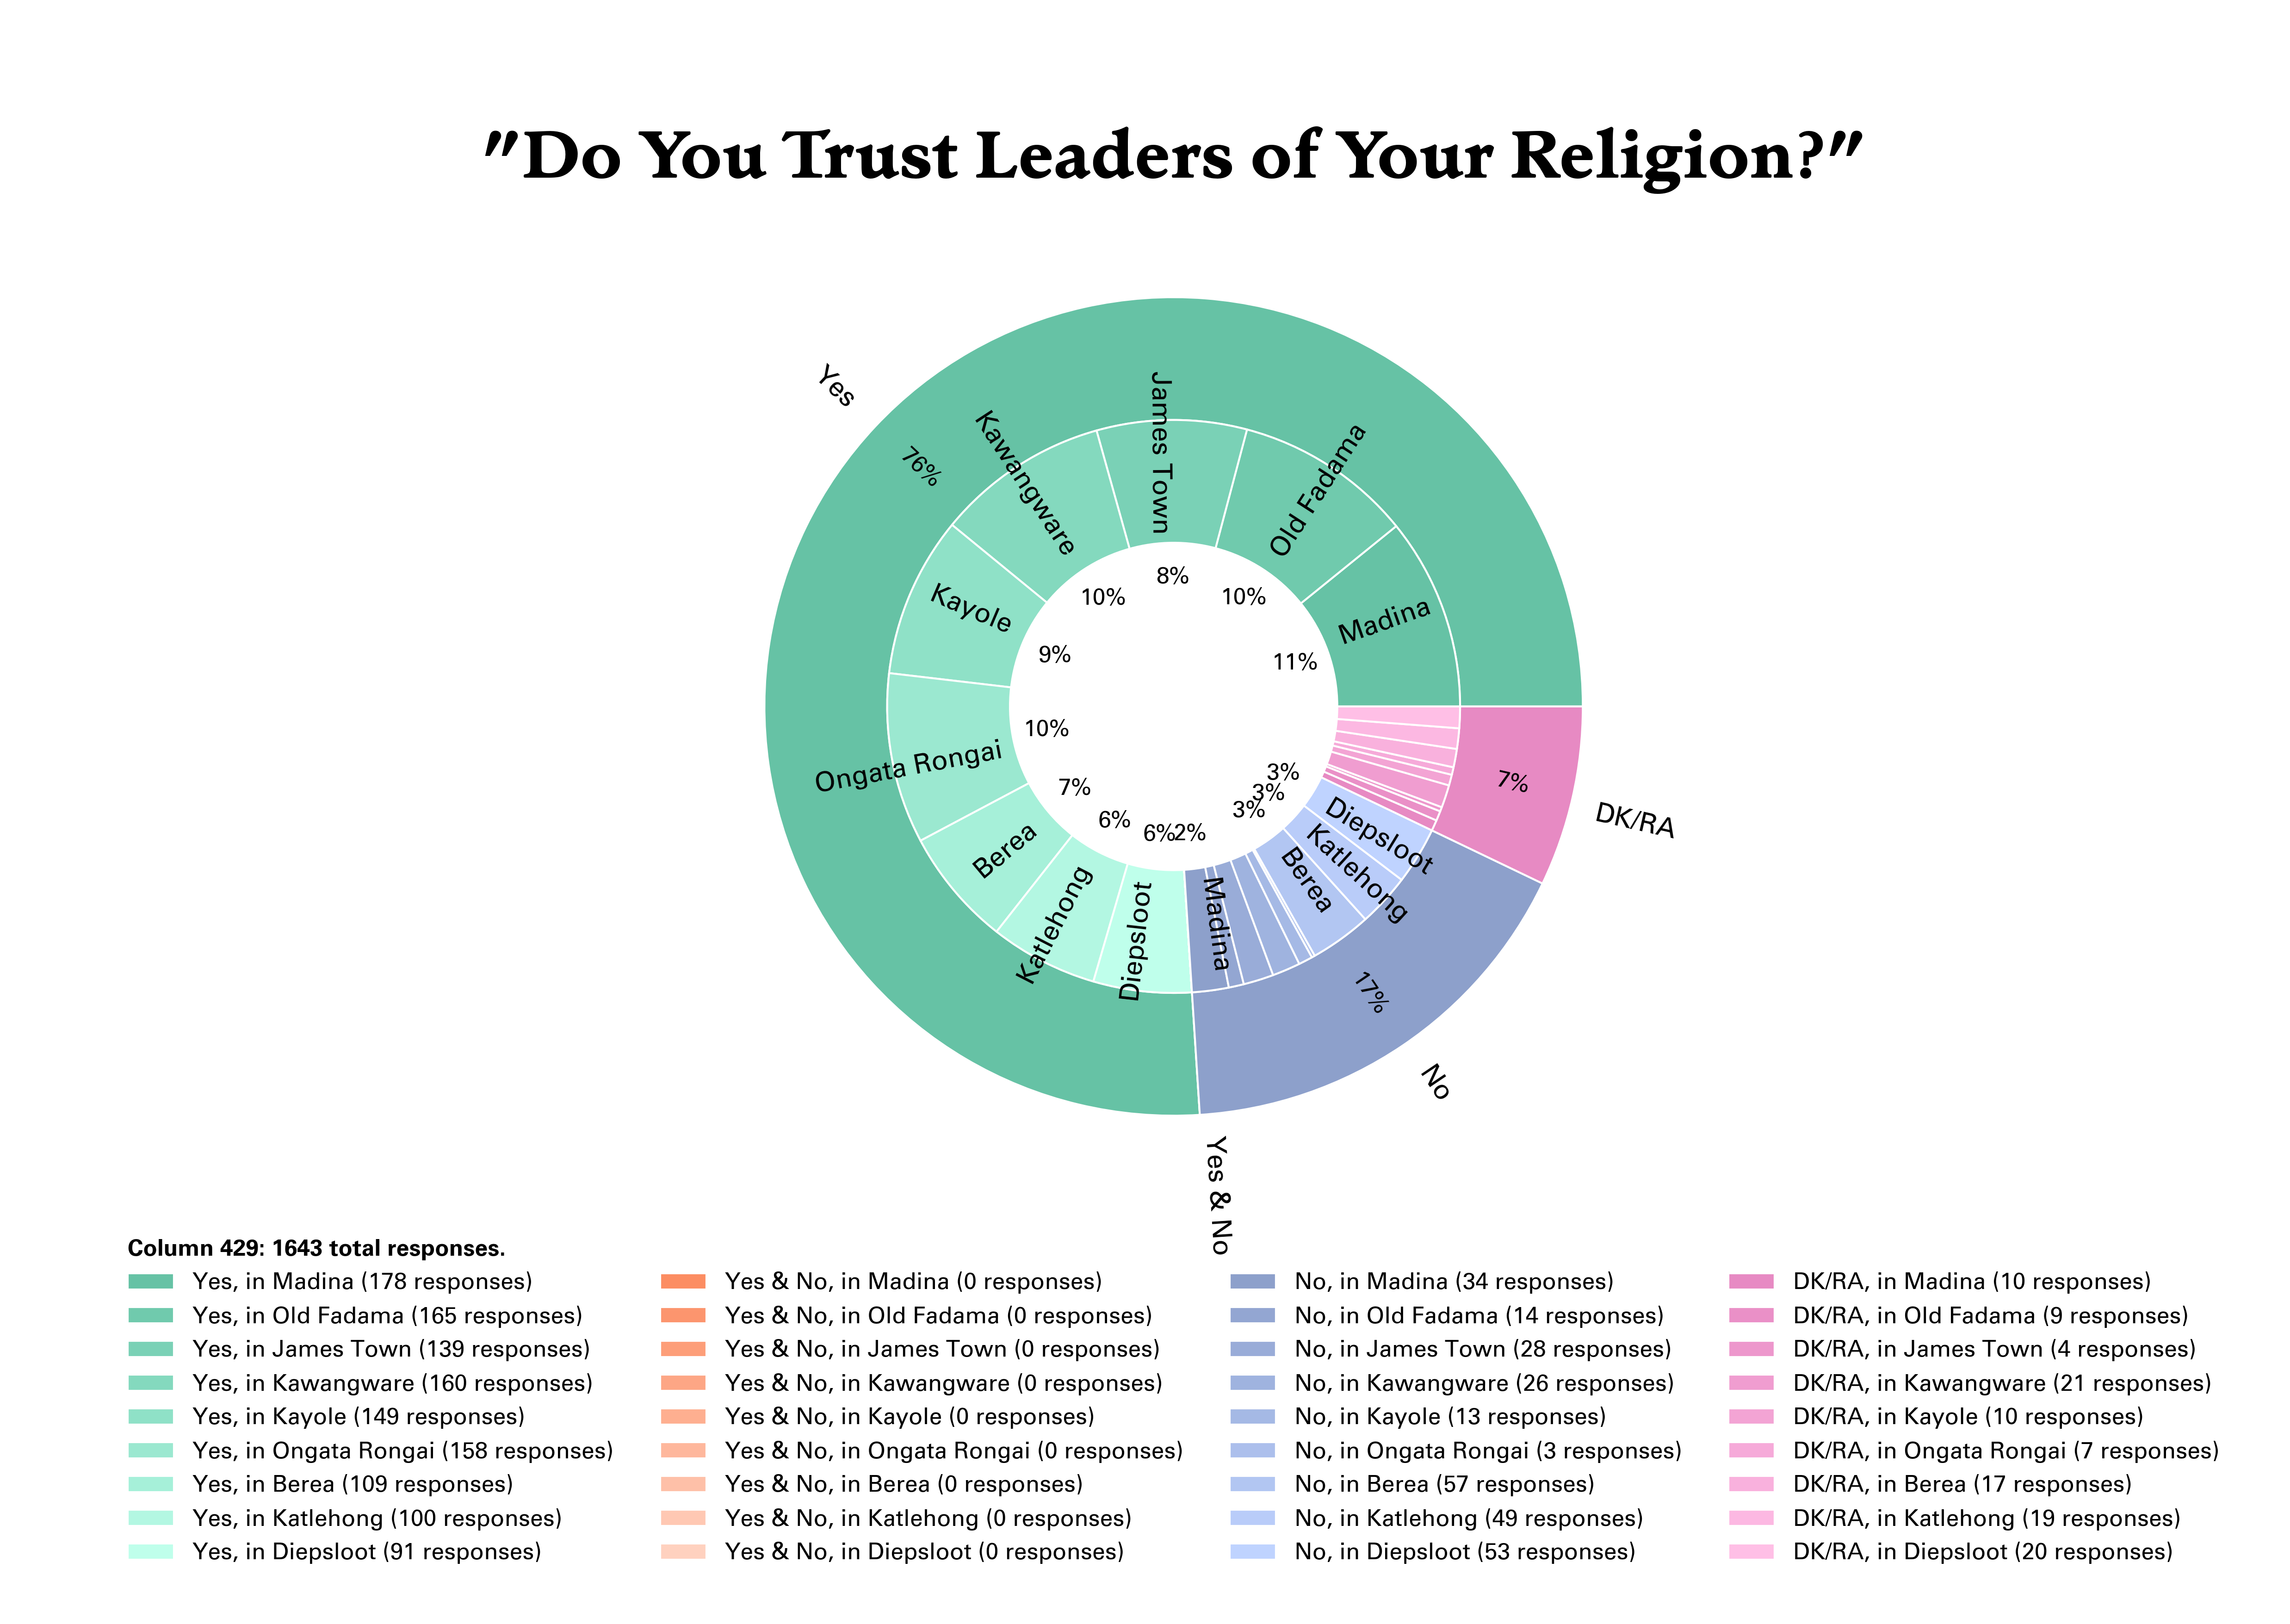 "Do You Trust Leaders of Your Religion?"
Yes
76%
James Town
Kawangware
Old Fadama
Kayole
Madina
8%
10%
10%
9%
11%
10%
Ongata Rongai
7%
6%
6%
2%
3%
3%
3%
Berea
Katlehong
Diepsloot
Madina
Berea
Katlehong
Diepsloot
7%
DK/RA
17%
No
Yes & No
Column 429: 1643 total responses.
Yes, in Madina (178 responses)
Yes, in Old Fadama (165 responses)
Yes, in James Town (139 responses)
Yes, in Kawangware (160 responses)
Yes, in Kayole (149 responses)
Yes, in Ongata Rongai (158 responses)
Yes, in Berea (109 responses)
Yes, in Katlehong (100 responses)
Yes, in Diepsloot (91 responses)
Yes & No, in Madina (0 responses)
Yes & No, in Old Fadama (0 responses)
Yes & No, in James Town (0 responses)
Yes & No, in Kawangware (0 responses)
Yes & No, in Kayole (0 responses)
Yes & No, in Ongata Rongai (0 responses)
Yes & No, in Berea (0 responses)
Yes & No, in Katlehong (0 responses)
Yes & No, in Diepsloot (0 responses)
No, in Madina (34 responses)
No, in Old Fadama (14 responses)
No, in James Town (28 responses)
No, in Kawangware (26 responses)
No, in Kayole (13 responses)
No, in Ongata Rongai (3 responses)
No, in Berea (57 responses)
No, in Katlehong (49 responses)
No, in Diepsloot (53 responses)
DK/RA, in Madina (10 responses)
DK/RA, in Old Fadama (9 responses)
DK/RA, in James Town (4 responses)
DK/RA, in Kawangware (21 responses)
DK/RA, in Kayole (10 responses)
DK/RA, in Ongata Rongai (7 responses)
DK/RA, in Berea (17 responses)
DK/RA, in Katlehong (19 responses)
DK/RA, in Diepsloot (20 responses)